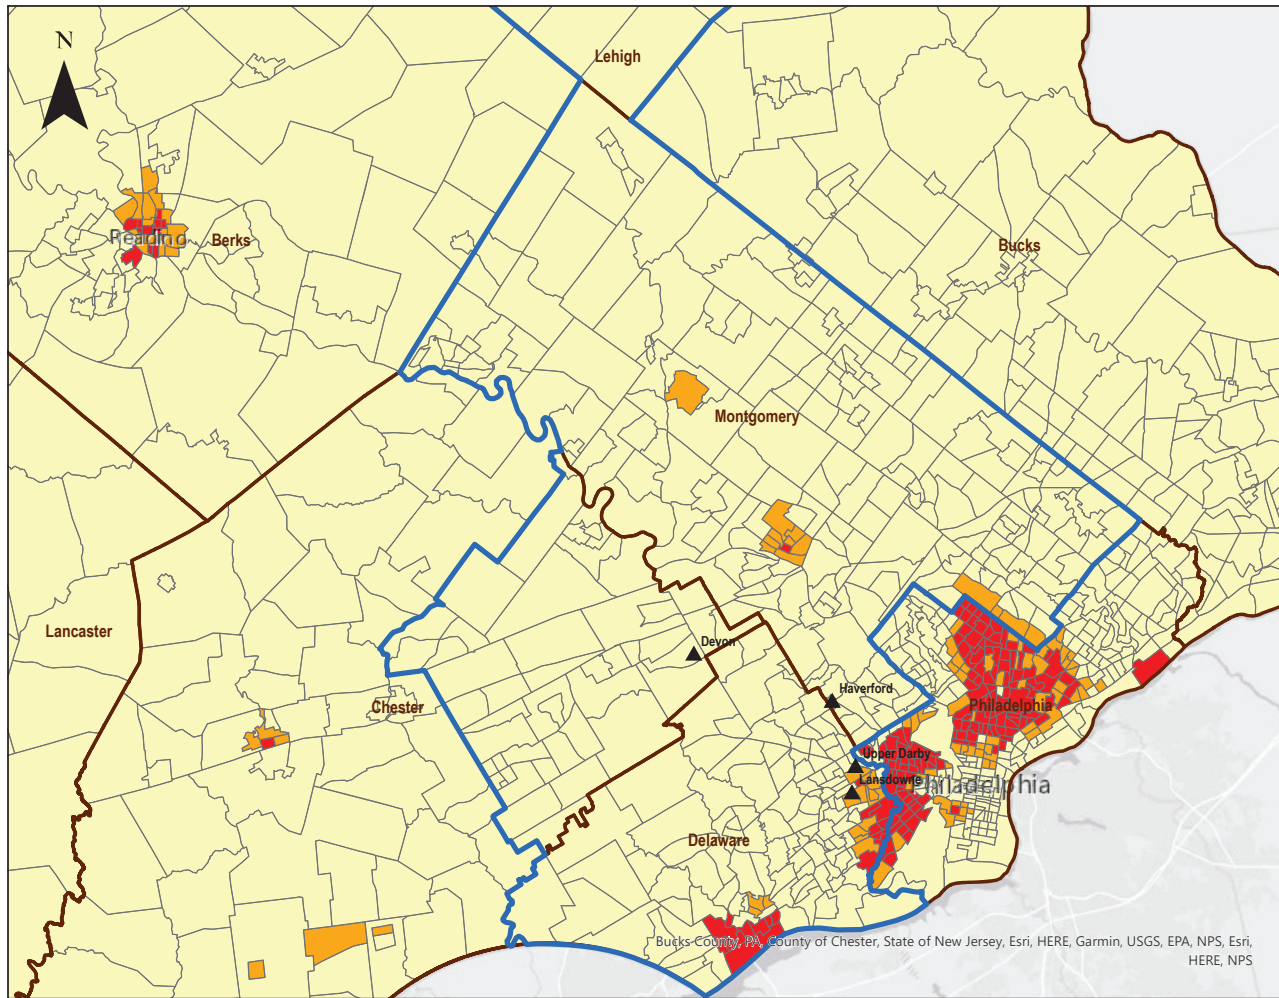 N
Lehigh
Bucks
Reading
Berks
Montgomery
Lancaster
Devon
Haverford
Chester
Philadelphia
Upper Darby
Lansdowne
Philadelphia
Delaware
Bucks County, PA, County of Chester, State of New Jersey, Esri, HERE, Garmin, USGS, EPA, NPS, Esri,
HERE, NPS